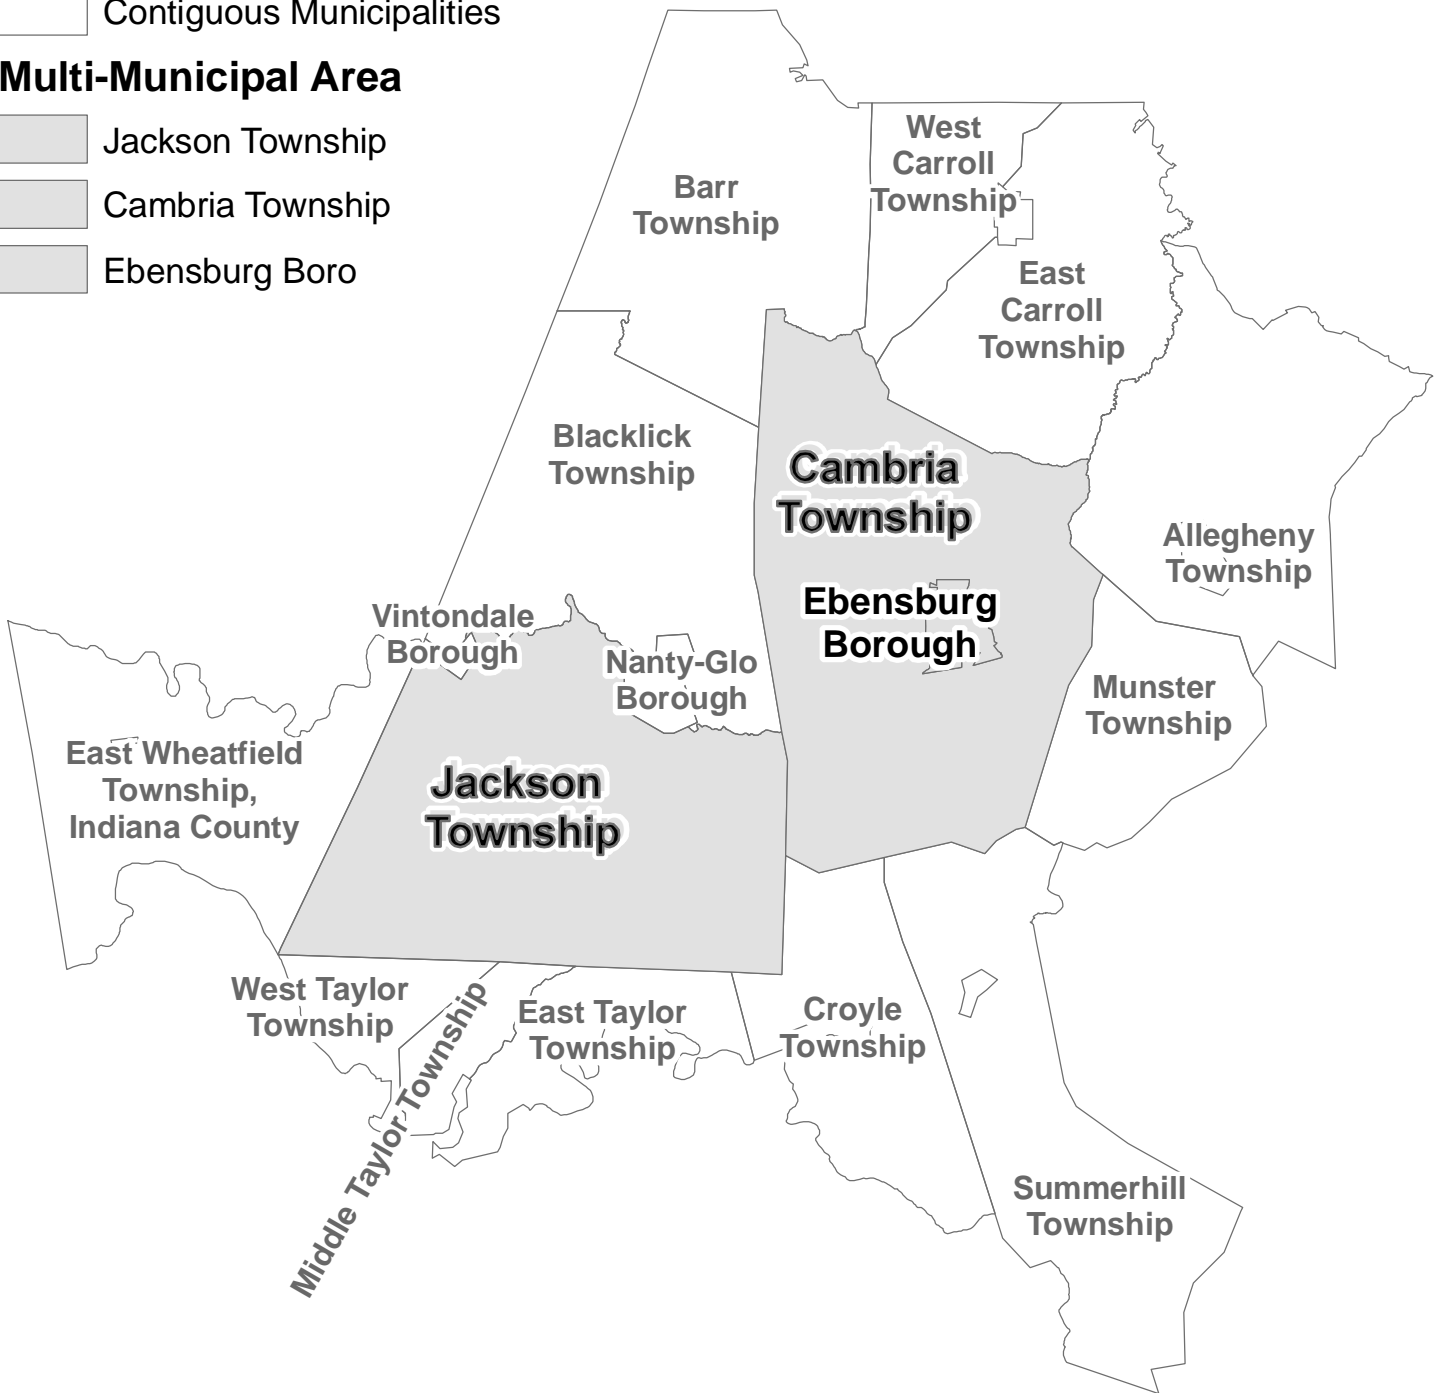 Contiguous Municipalities
Multi-Municipal Area
Jackson Township
Cambria Township
Ebensburg Boro
West
Carroll
Township
Barr
Township
East
Carroll
Township
Blacklick
Township
Cambria
Township
Allegheny
Township
Ebensburg
Borough
Vintondale
Borough
Nanty-Glo
Borough
Munster
Township
East Wheatfield
Township,
Indiana County
Jackson
Township
West Taylor
Township
Middle Taylor Township
East Taylor
Township
Croyle
Township
Summerhill
Township